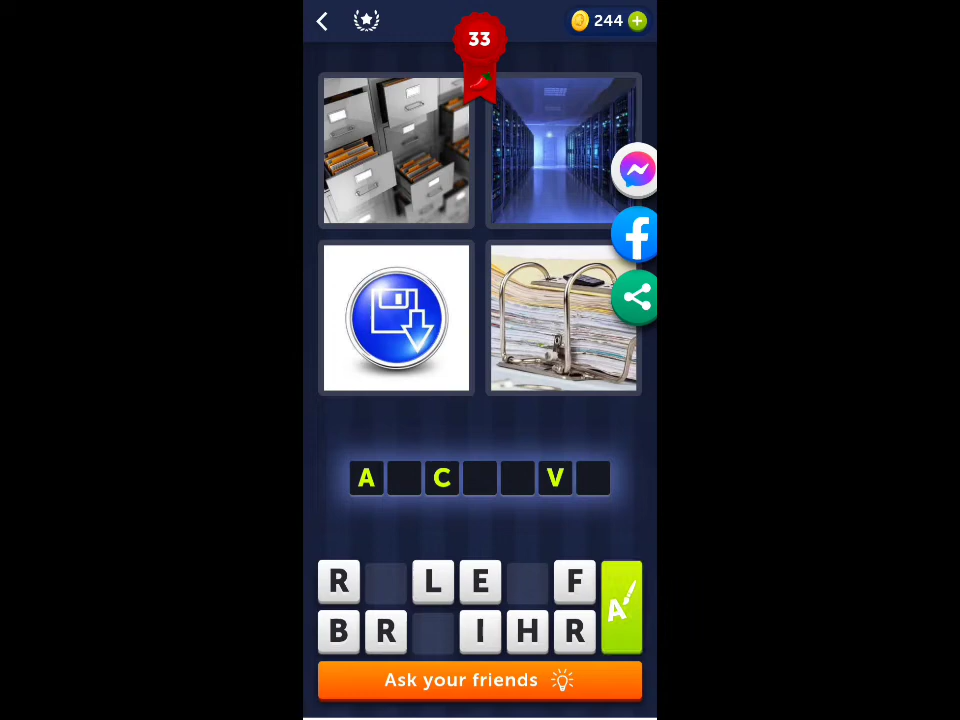 244 +
33
A C V
R L E F
B R I H R
A
Ask your friends